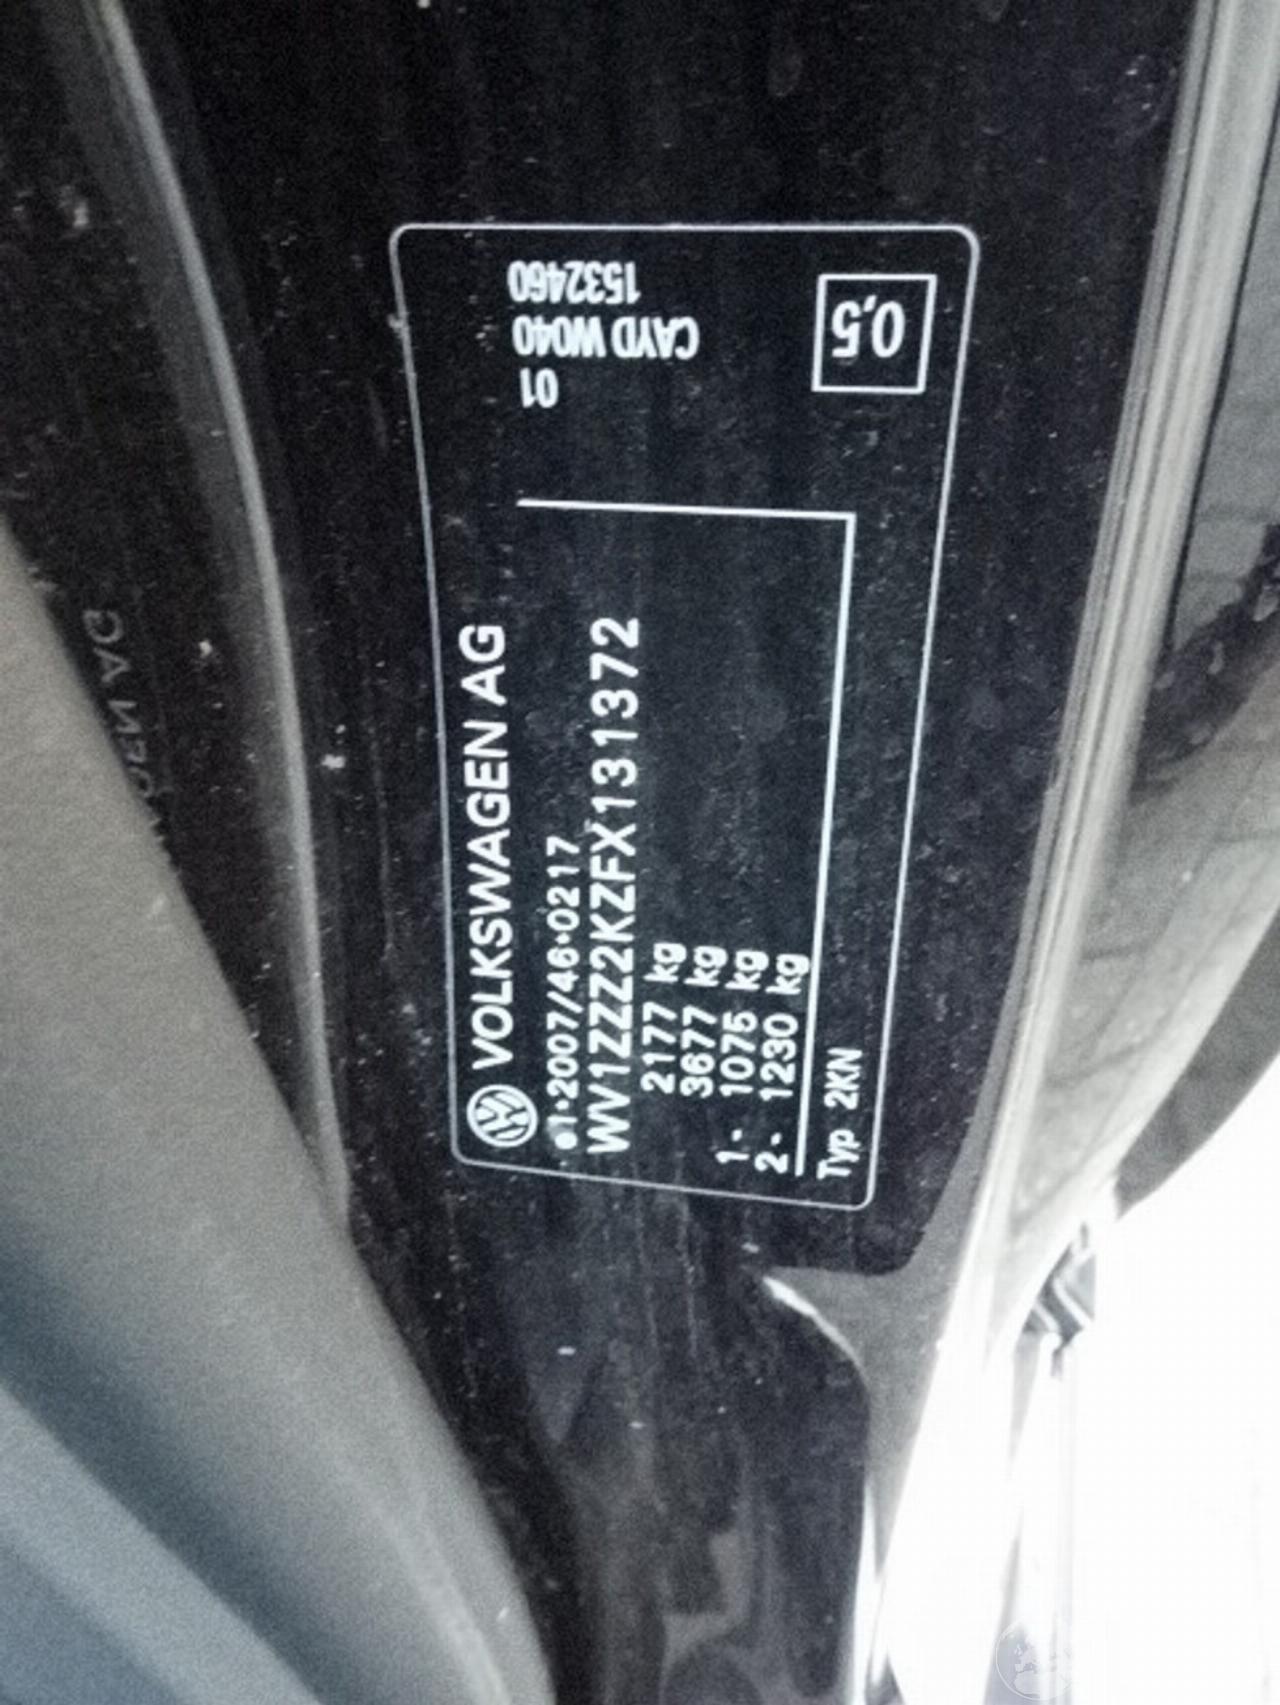 VOLKSWAGEN AG
e1*2007/46*0217
WV1ZZZ2KZFX131372
2177 kg
3677 kg
1- 1075 kg
2- 1230 kg
Typ 2KN
01
CAYD W040
1532460
0,5